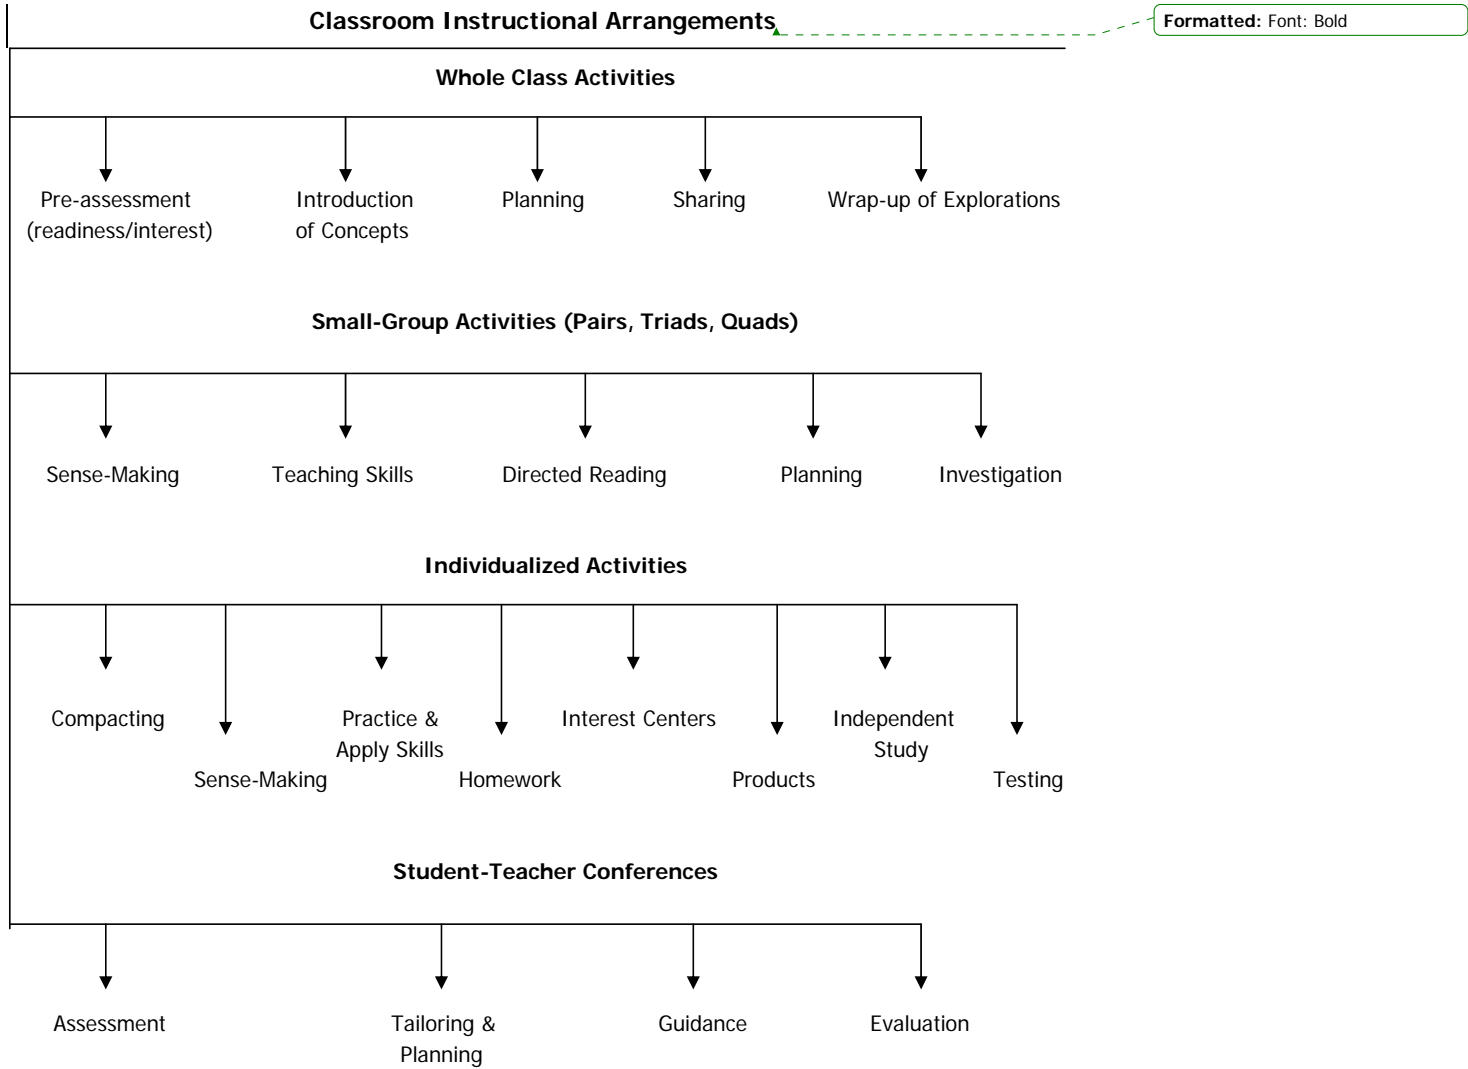 Classroom Instructional Arrangements
Formatted: Font: Bold
Whole Class Activities
Pre-assessment
(readiness/interest)
Introduction
of Concepts
Planning
Sharing
Wrap-up of Explorations
Small-Group Activities (Pairs, Triads, Quads)
Sense-Making
Teaching Skills
Directed Reading
Planning
Investigation
Individualized Activities
Compacting
Sense-Making
Practice &
Apply Skills
Homework
Interest Centers
Products
Independent
Study
Testing
Student-Teacher Conferences
Assessment
Tailoring &
Planning
Guidance
Evaluation